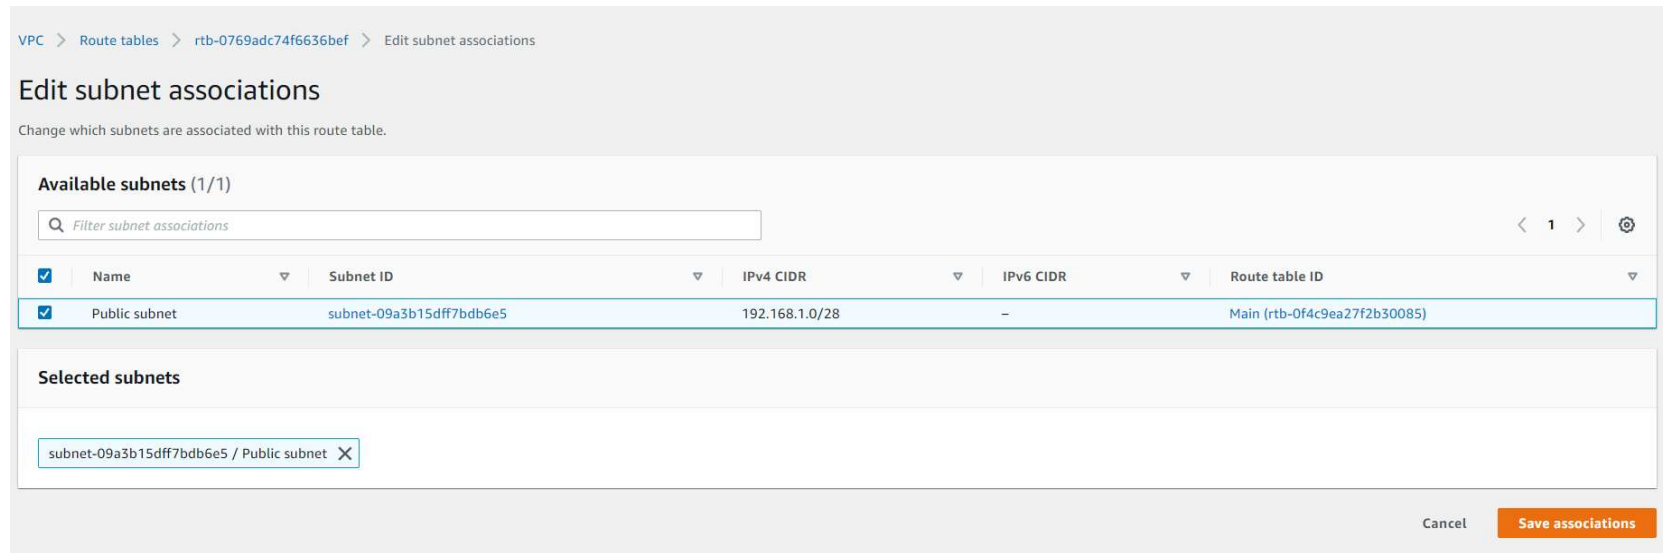 VPC > Route tables > rtb-0769adc74f6636bef > Edit subnet associations
Edit subnet associations
Change which subnets are associated with this route table.
Available subnets (1/1)
Filter subnet associations
1
Name Subnet ID IPv4 CIDR IPv6 CIDR Route table ID
Public subnet subnet-09a3b15dff7bdb6e5 192.168.1.0/28 – Main (rtb-0f4c9ea27f2b30085)
Selected subnets
subnet-09a3b15dff7bdb6e5 / Public subnet
Cancel Save associations